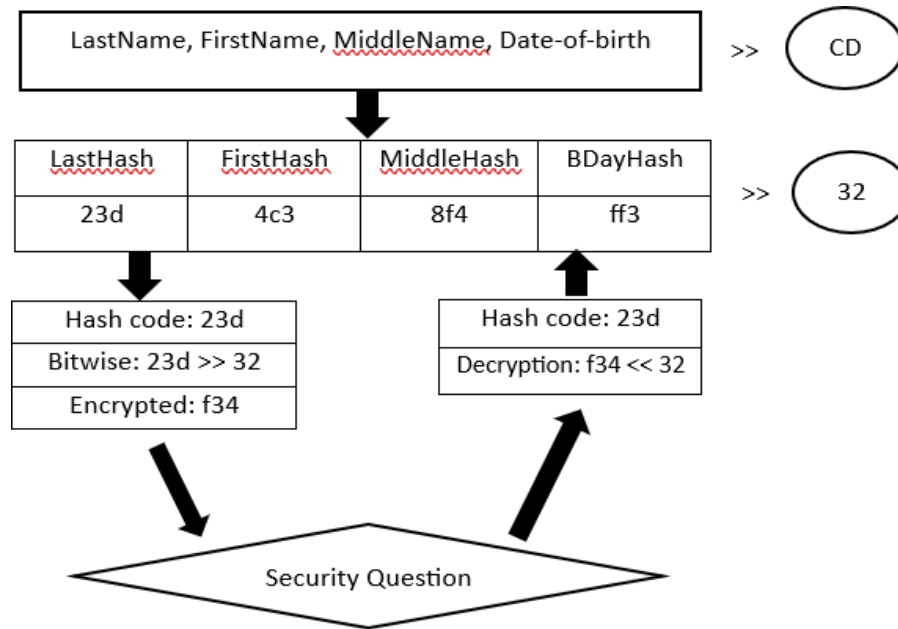 LastName, FirstName, MiddleName, Date-of-birth >> CD
LastHash FirstHash MiddleHash BDayHash >> 32
23d 4c3 8f4 ff3
Hash code: 23d
Bitwise: 23d >> 32
Encrypted: f34
Hash code: 23d
Decryption: f34 << 32
Security Question